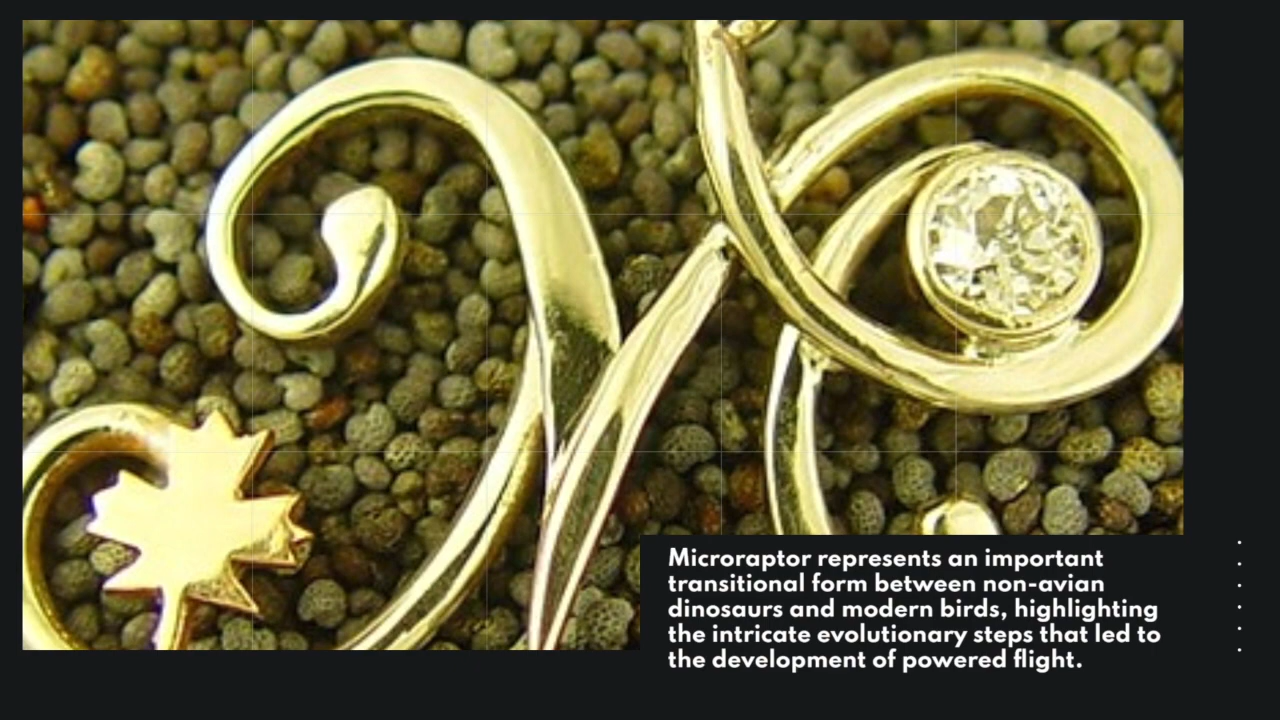 Microraptor represents an important
transitional form between non-avian
dinosaurs and modern birds, highlighting
the intricate evolutionary steps that led to
the development of powered flight.